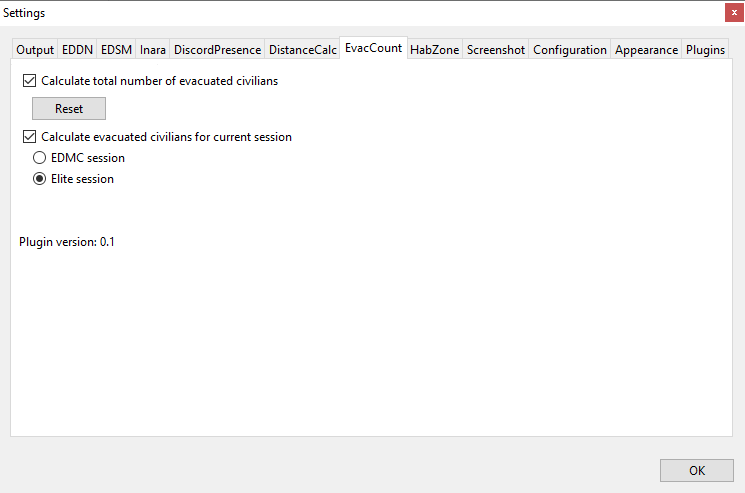 Settings
x
Output EDDN EDSM Inara DiscordPresence DistanceCalc EvacCount HabZone Screenshot Configuration Appearance Plugins
Calculate total number of evacuated civilians
Reset
Calculate evacuated civilians for current session
EDMC session
Elite session
Plugin version: 0.1
OK